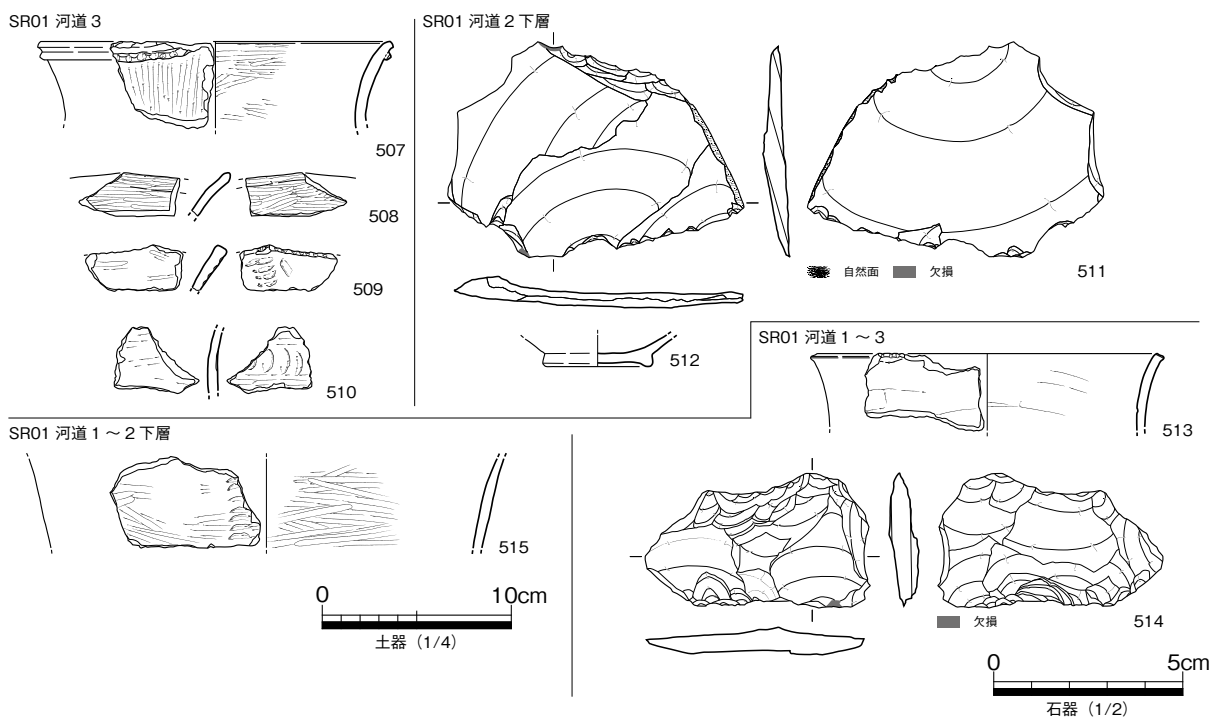 SR01 河道3
507
508
509
510
SR01 河道2下層
自然面 欠損
511
512
SR01 河道1～3
513
欠損
514
0 5cm
石器（1/2）
SR01 河道1～2下層
515
0 10cm
土器（1/4）